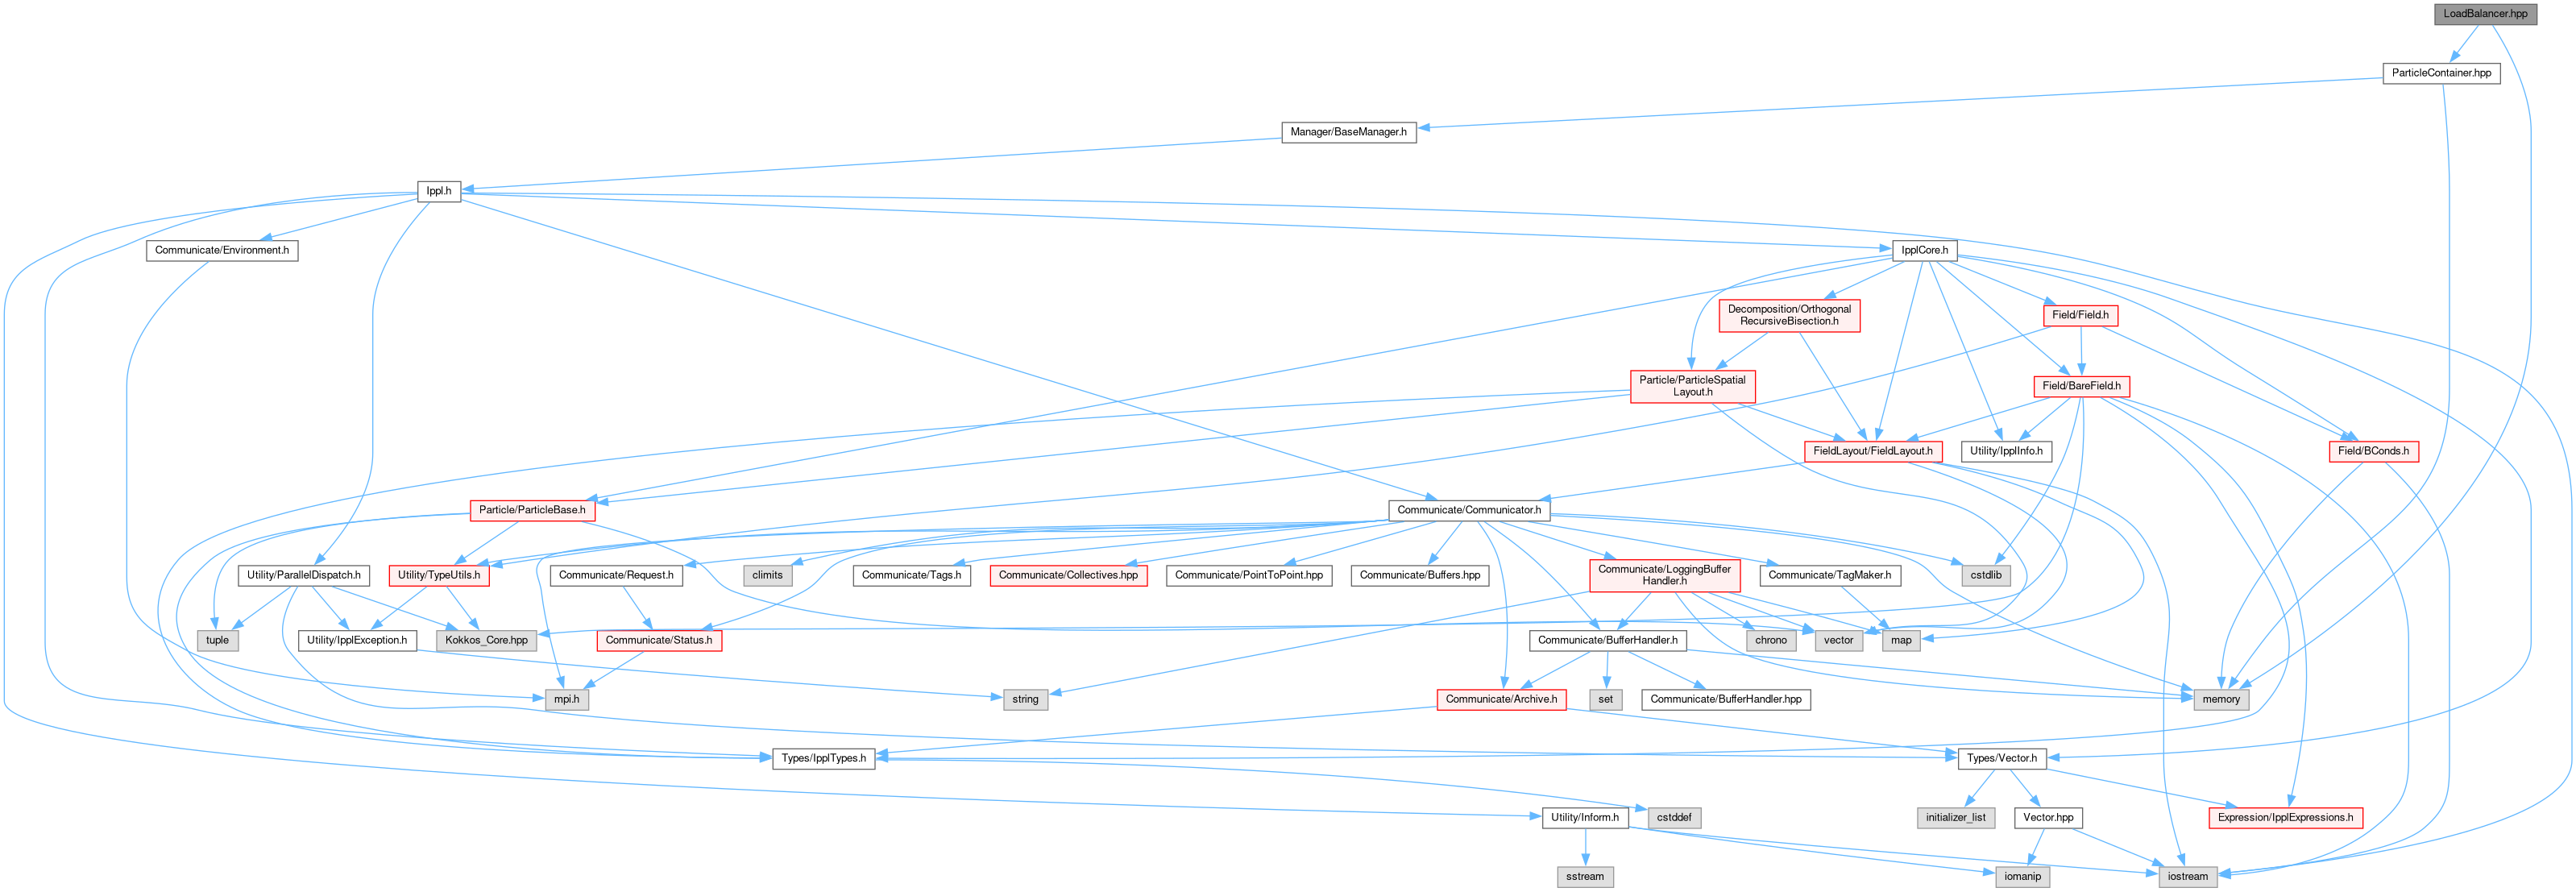 LoadBalancer.hpp
ParticleContainer.hpp
Manager/BaseManager.h
Ippl.h
Communicate/Environment.h
IpplCore.h
Decomposition/Orthogonal
RecursiveBisection.h
Field/Field.h
Particle/ParticleSpatial
Layout.h
Field/BareField.h
FieldLayout/FieldLayout.h
Utility/IpplInfo.h
Field/BConds.h
Particle/ParticleBase.h
Communicate/Communicator.h
Utility/ParallelDispatch.h
Utility/TypeUtils.h
Communicate/Request.h
climits
Communicate/Tags.h
Communicate/Collectives.hpp
Communicate/PointToPoint.hpp
Communicate/Buffers.hpp
Communicate/LoggingBuffer
Handler.h
Communicate/TagMaker.h
cstdlib
tuple
Utility/IpplException.h
Kokkos_Core.hpp
Communicate/Status.h
Communicate/BufferHandler.h
chrono
vector
map
mpi.h
string
Communicate/Archive.h
set
Communicate/BufferHandler.hpp
memory
Types/IpplTypes.h
Types/Vector.h
Utility/Inform.h
cstddef
initializer_list
Vector.hpp
Expression/IpplExpressions.h
sstream
iomanip
iostream